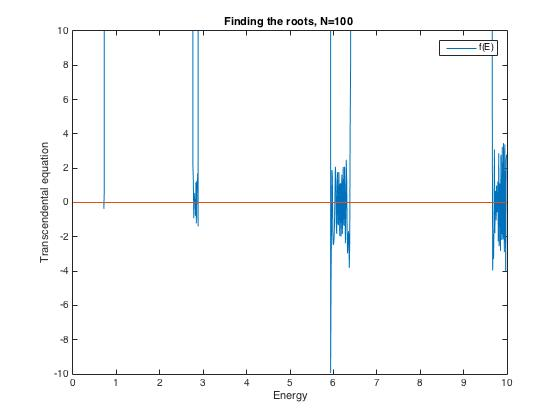 Finding the roots, N=100
f(E)
10
8
6
4
2
0
-2
-4
-6
-8
-10
Transcendental equation
0 1 2 3 4 5 6 7 8 9 10
Energy